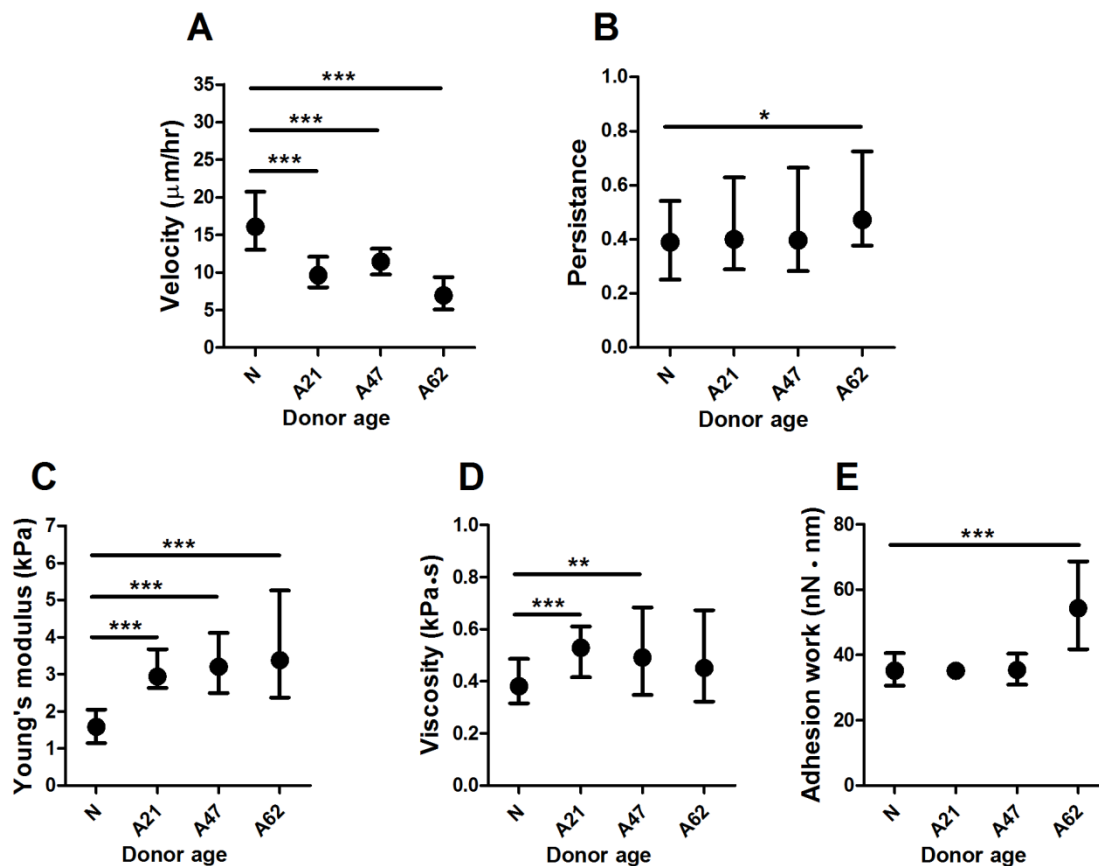 A
Velocity (μm/hr)
35
30
25
20
15
10
5
0
***
***
***
N
A21
A47
A62
Donor age
B
Persistance
1.0
0.8
0.6
0.4
0.2
0.0
*
N
A21
A47
A62
Donor age
C
Young's modulus (kPa)
7
6
5
4
3
2
1
0
***
***
***
N
A21
A47
A62
Donor age
D
Viscosity (kPa·s)
1.0
0.8
0.6
0.4
0.2
0.0
**
***
N
A21
A47
A62
Donor age
E
Adhesion work (nN · nm)
80
60
40
20
0
***
N
A21
A47
A62
Donor age